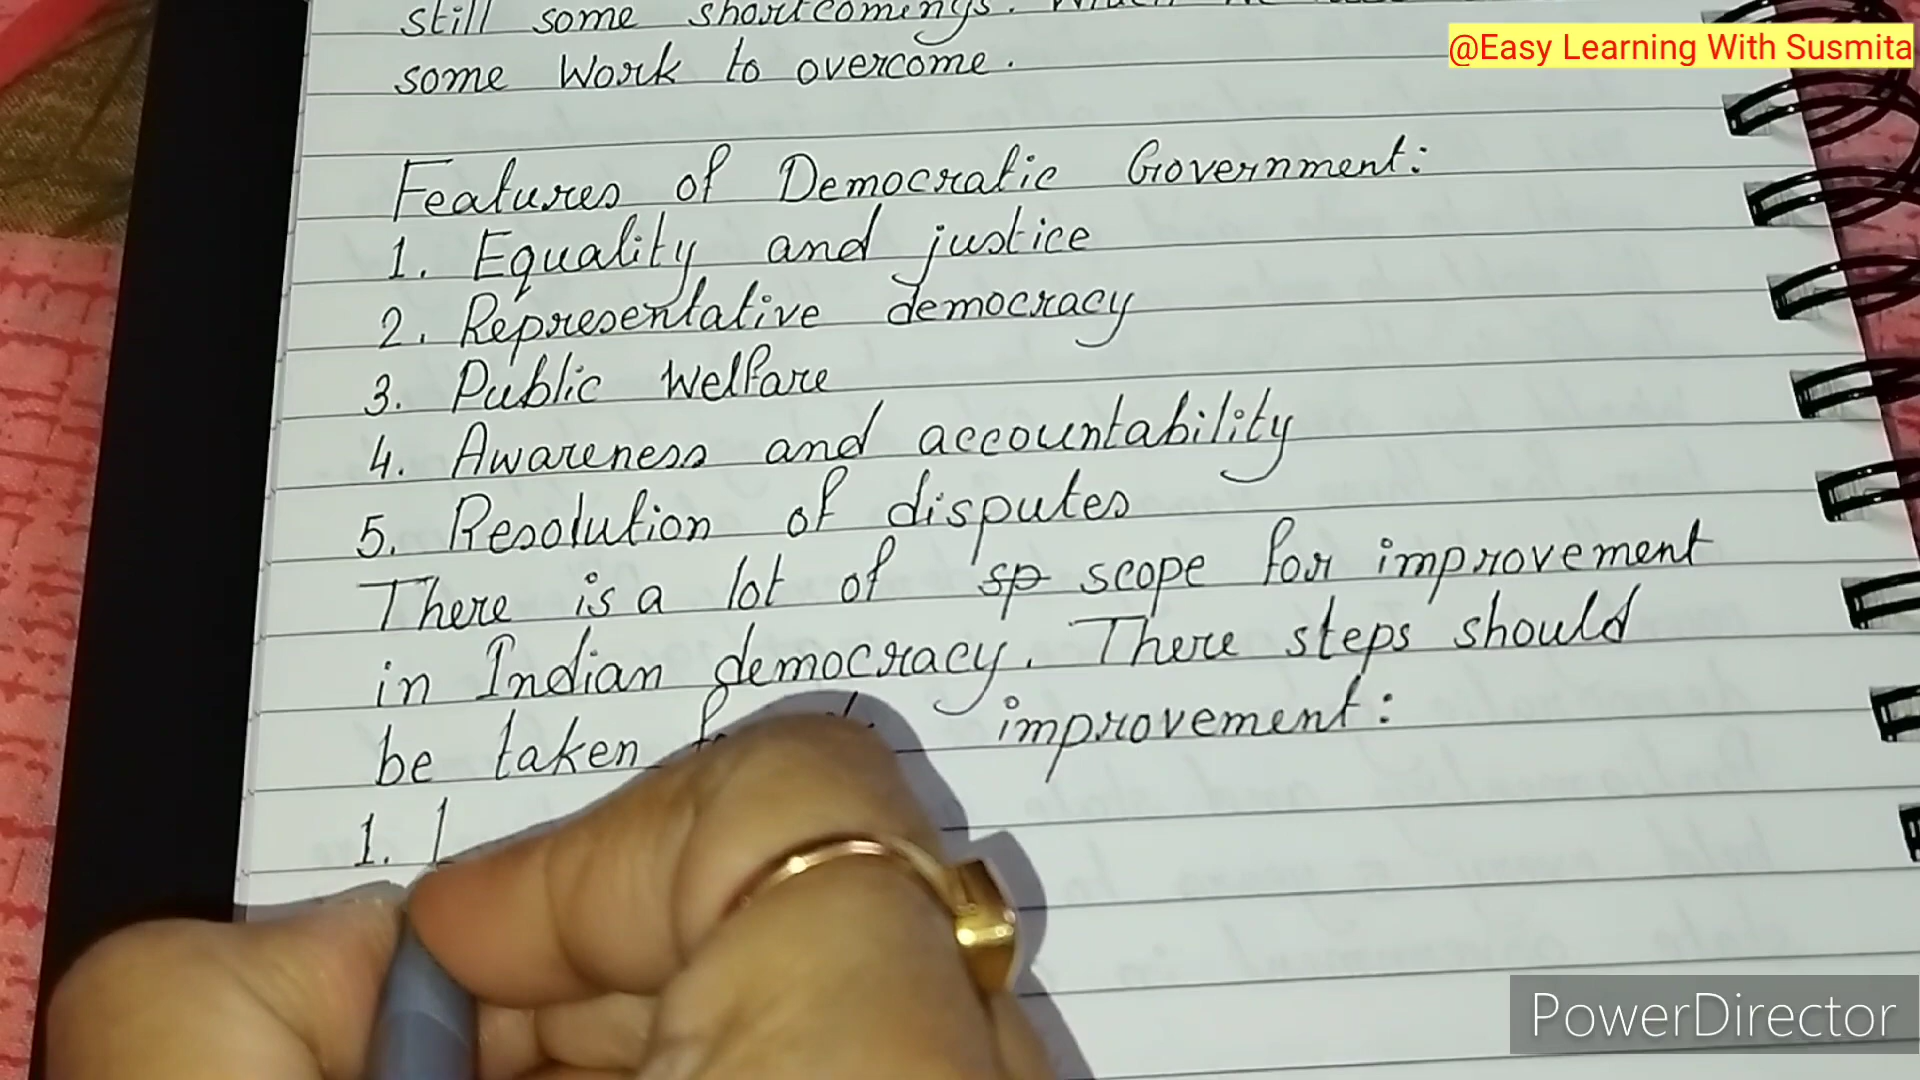 still some shortcomings.
some Work to overcome.
@Easy Learning With Susmita
Features of Democratic Government:
1. Equality and justice
2. Representative democracy
3. Public Welfare
4. Awareness and accountability
5. Resolution of disputes
There is a lot of sp scope for improvement
in Indian democracy. There steps should
be taken improvement:
1.
PowerDirector